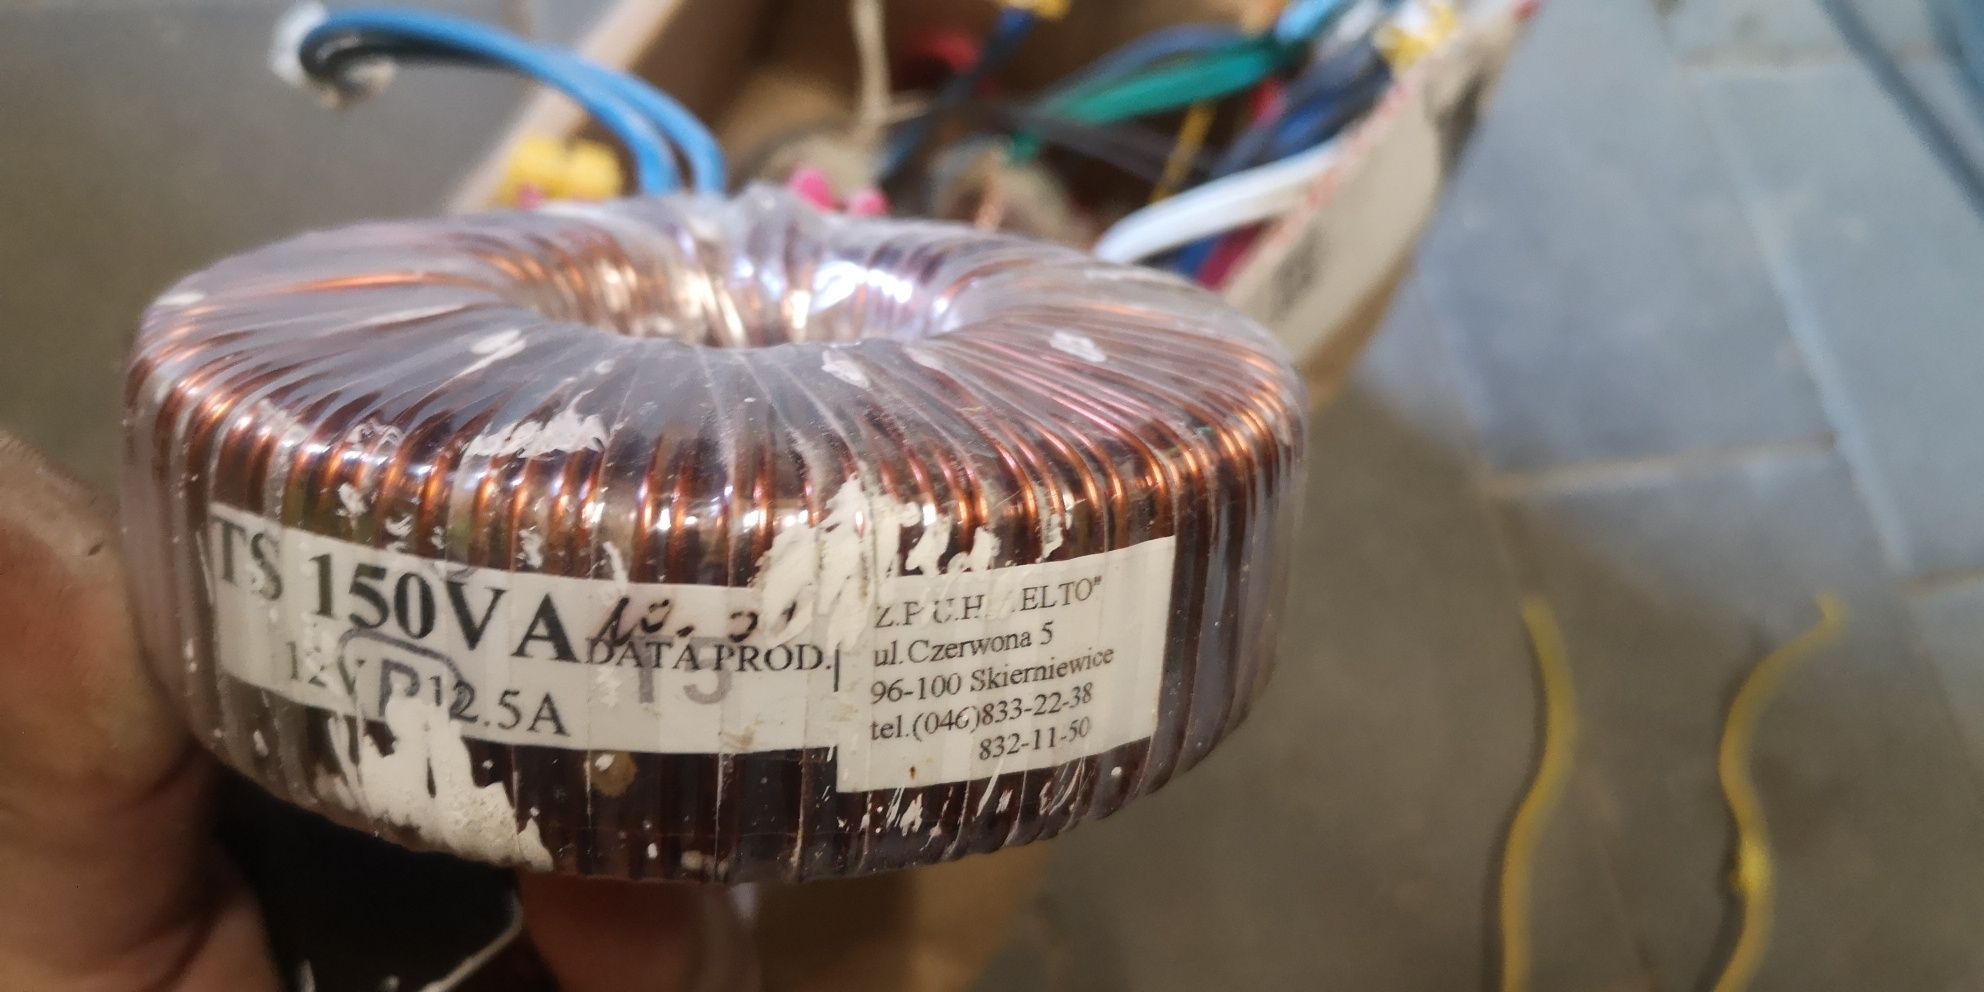 TS 150VA
DATA PROD.
12V 12.5A
Z.P.U.H. "ELTO"
ul.Czerwona 5
96-100 Skierniewice
tel.(046)833-22-38
832-11-50